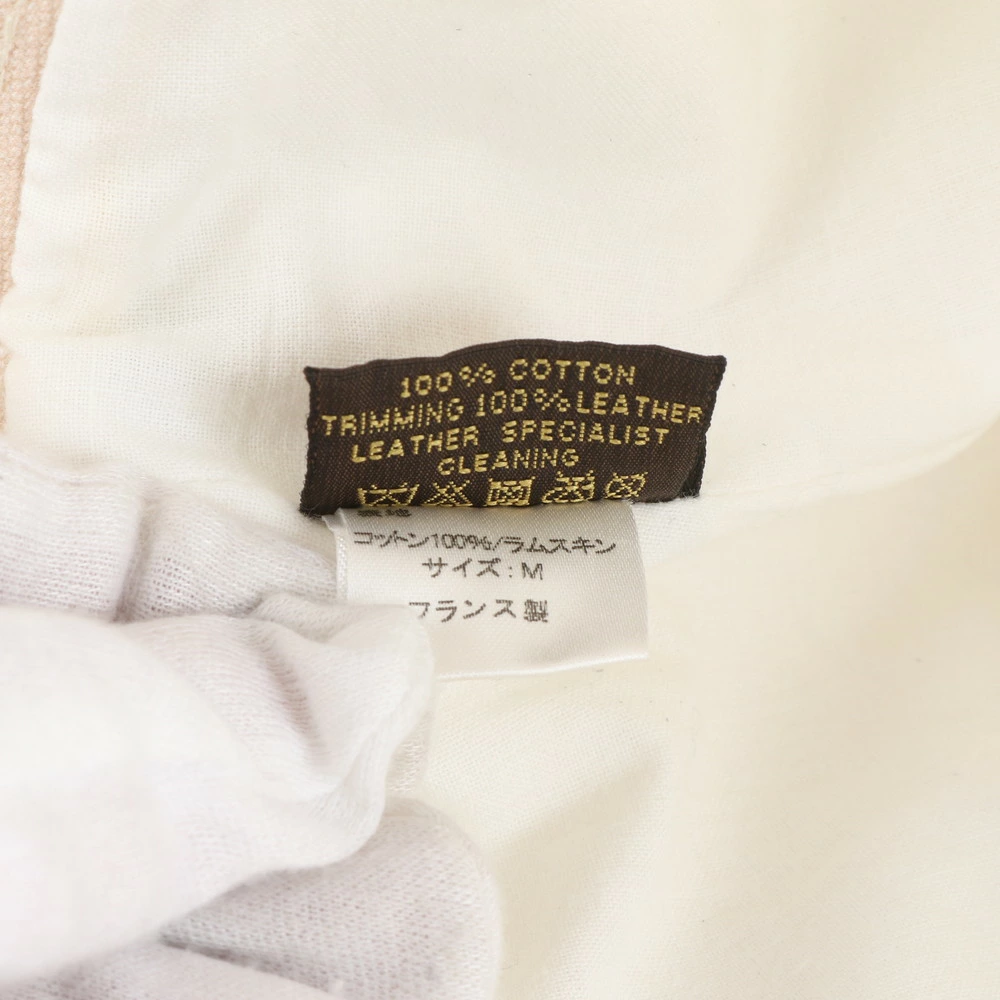 100% COTTON
TRIMMING 100% LEATHER
LEATHER SPECIALIST
CLEANING
コットン100%/ラムスキン
サイズ:M
フランス製